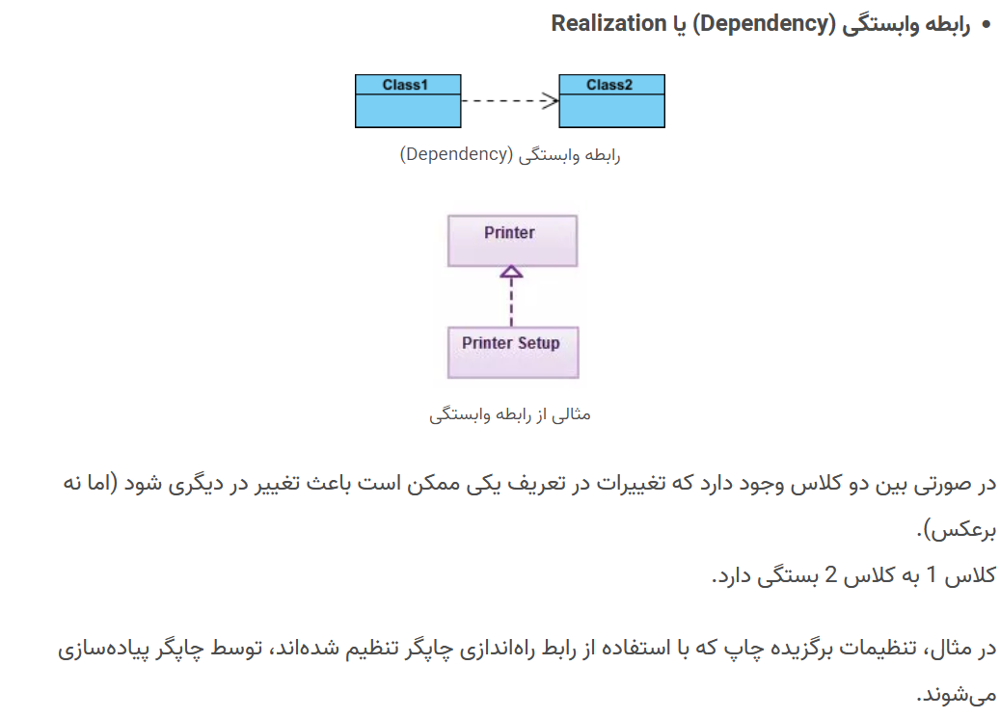 • رابطه وابستگی (Dependency) یا Realization
Class1
Class2
رابطه وابستگی (Dependency)
Printer
Printer Setup
مثالی از رابطه وابستگی
در صورتی بین دو کلاس وجود دارد که تغییرات در تعریف یکی ممکن است باعث تغییر در دیگری شود (اما نه
برعکس).
کلاس 1 به کلاس 2 بستگی دارد.
در مثال، تنظیمات برگزیده چاپ که با استفاده از رابط راه‌اندازی چاپگر تنظیم شده‌اند، توسط چاپگر پیاده‌سازی
می‌شوند.